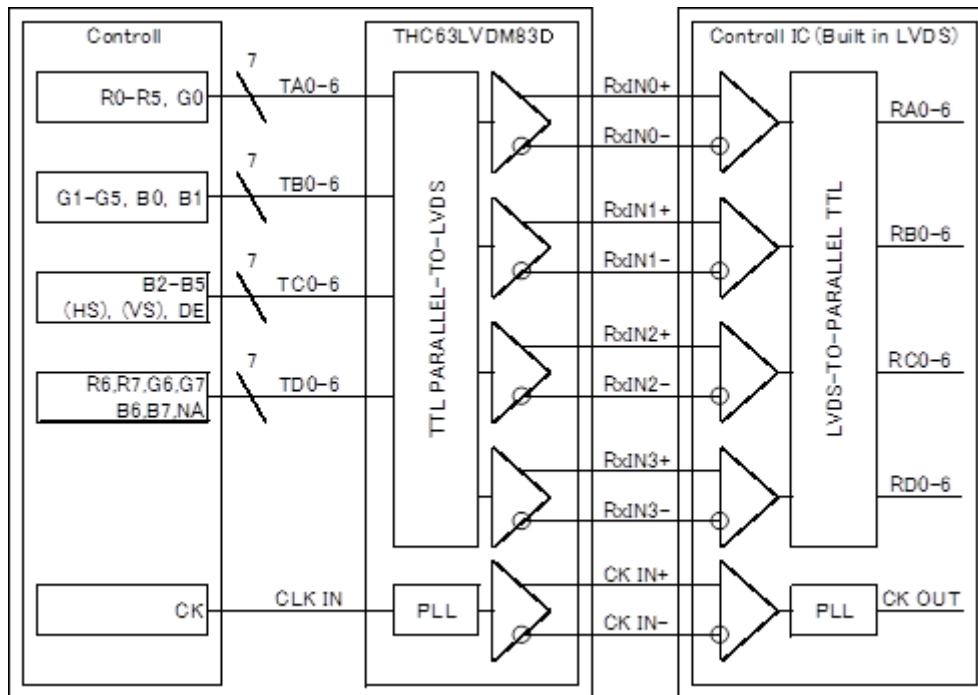 Controll
THC63LVDM83D
Controll IC (Built in LVDS)
R0-R5, G0
7
TA0-6
RxIN0+
RxIN0-
RA0-6
G1-G5, B0, B1
7
TB0-6
RxIN1+
RxIN1-
RB0-6
B2-B5
(HS), (VS), DE
7
TC0-6
RxIN2+
RxIN2-
RC0-6
R6,R7,G6,G7
B6,B7,NA
7
TD0-6
RxIN3+
RxIN3-
RD0-6
TTL PARALLEL-TO-LVDS
LVDS-TO-PARALLEL TTL
CK
CLK IN
PLL
CK IN+
CK IN-
PLL
CK OUT